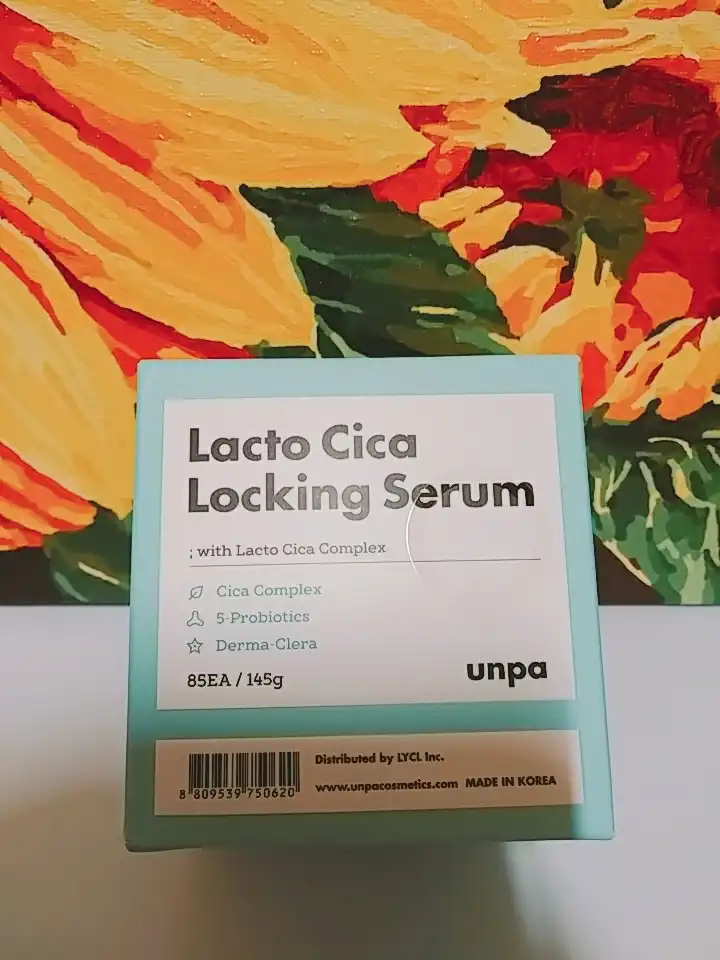 Lacto Cica
Locking Serum
; with Lacto Cica Complex
Cica Complex
5-Probiotics
Derma-Clera
85EA / 145g
unpa
8 809539 750620
Distributed by LYCL Inc.
www.unpacosmetics.com MADE IN KOREA